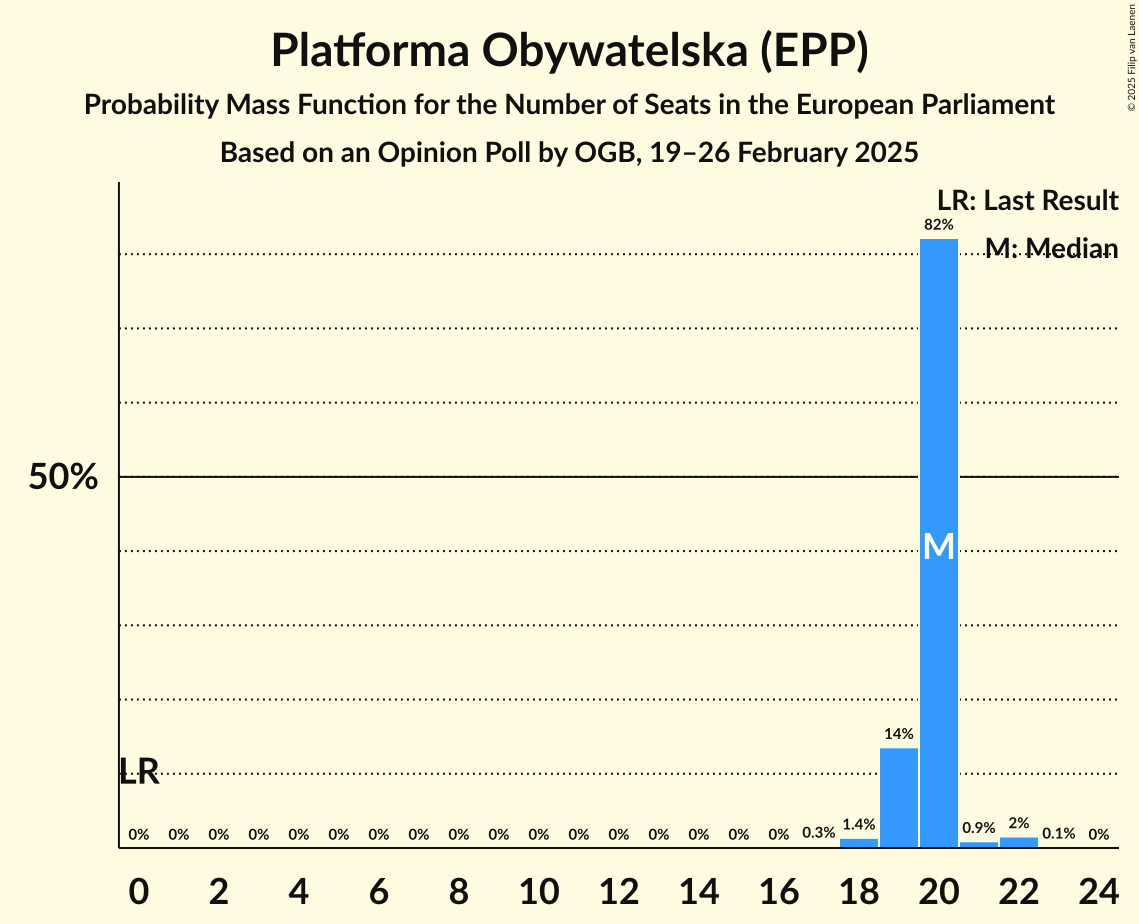 Platforma Obywatelska (EPP)
Probability Mass Function for the Number of Seats in the European Parliament
Based on an Opinion Poll by OGB, 19–26 February 2025
© 2025 Filip van Laenen
LR: Last Result
82%
M: Median
50%
M
14%
LR
0% 0% 0% 0% 0% 0% 0% 0% 0% 0% 0% 0% 0% 0% 0% 0% 0% 0.3% 1.4% 0.9% 2% 0.1% 0%
0 2 4 6 8 10 12 14 16 18 20 22 24